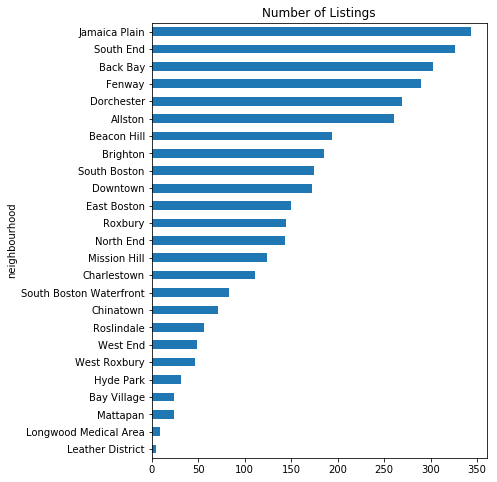 Number of Listings
neighbourhood
Jamaica Plain
South End
Back Bay
Fenway
Dorchester
Allston
Beacon Hill
Brighton
South Boston
Downtown
East Boston
Roxbury
North End
Mission Hill
Charlestown
South Boston Waterfront
Chinatown
Roslindale
West End
West Roxbury
Hyde Park
Bay Village
Mattapan
Longwood Medical Area
Leather District
0 50 100 150 200 250 300 350